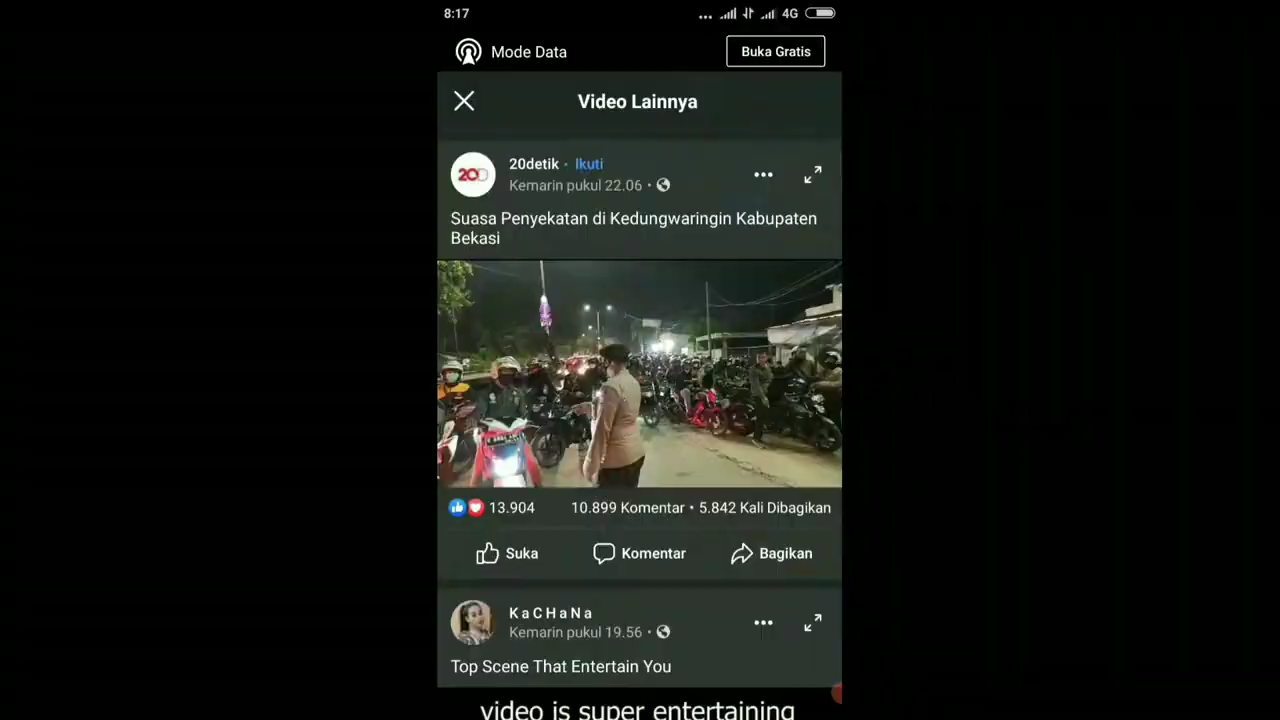 8:17
4G
Mode Data
Buka Gratis
Video Lainnya
20D
20detik · Ikuti
Kemarin pukul 22.06 ·
Suasa Penyekatan di Kedungwaringin Kabupaten
Bekasi
13.904
10.899 Komentar • 5.842 Kali Dibagikan
Suka
Komentar
Bagikan
KaCHaNa
Kemarin pukul 19.56 ·
Top Scene That Entertain You
video is super entertaining